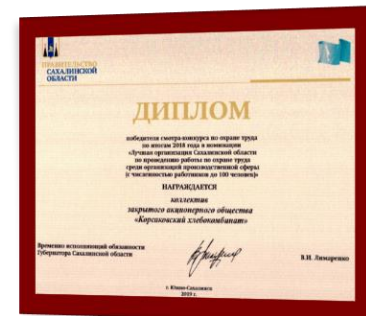 ПРАВИТЕЛЬСТВО
САХАЛИНСКОЙ
ОБЛАСТИ
ДИПЛОМ
победителя смотра-конкурса по охране труда
по итогам 2018 года в номинации
«Лучшая организация Сахалинской области
по проведению работы по охране труда
среди организаций производственной сферы
(с численностью работников до 100 человек)»
НАГРАЖДАЕТСЯ
коллектив
закрытого акционерного общества
«Корсаковский хлебокомбинат»
Временно исполняющий обязанности
Губернатора Сахалинской области
В.И. Лимаренко
г. Южно-Сахалинск
2019 г.